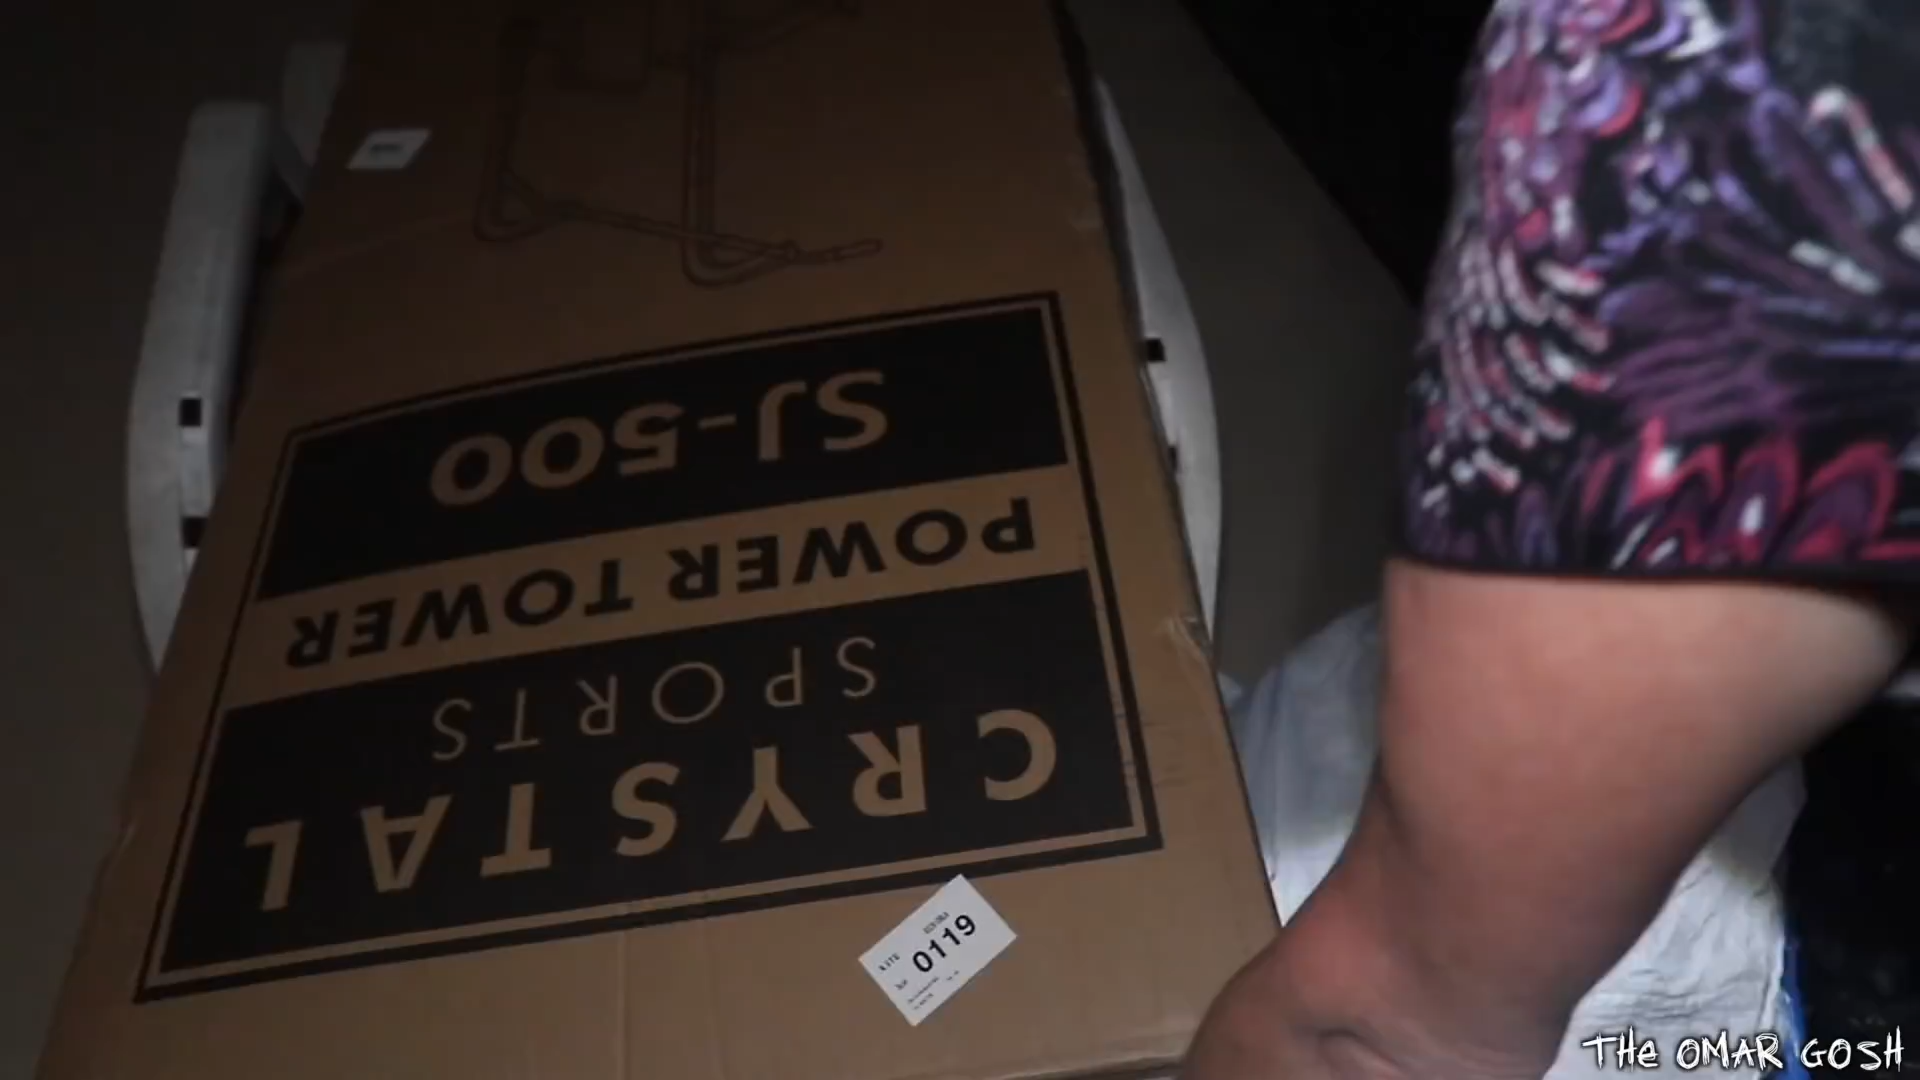 CRYSTAL
SPORTS
POWER TOWER
SJ-500
0119
THE OMAR GOSH